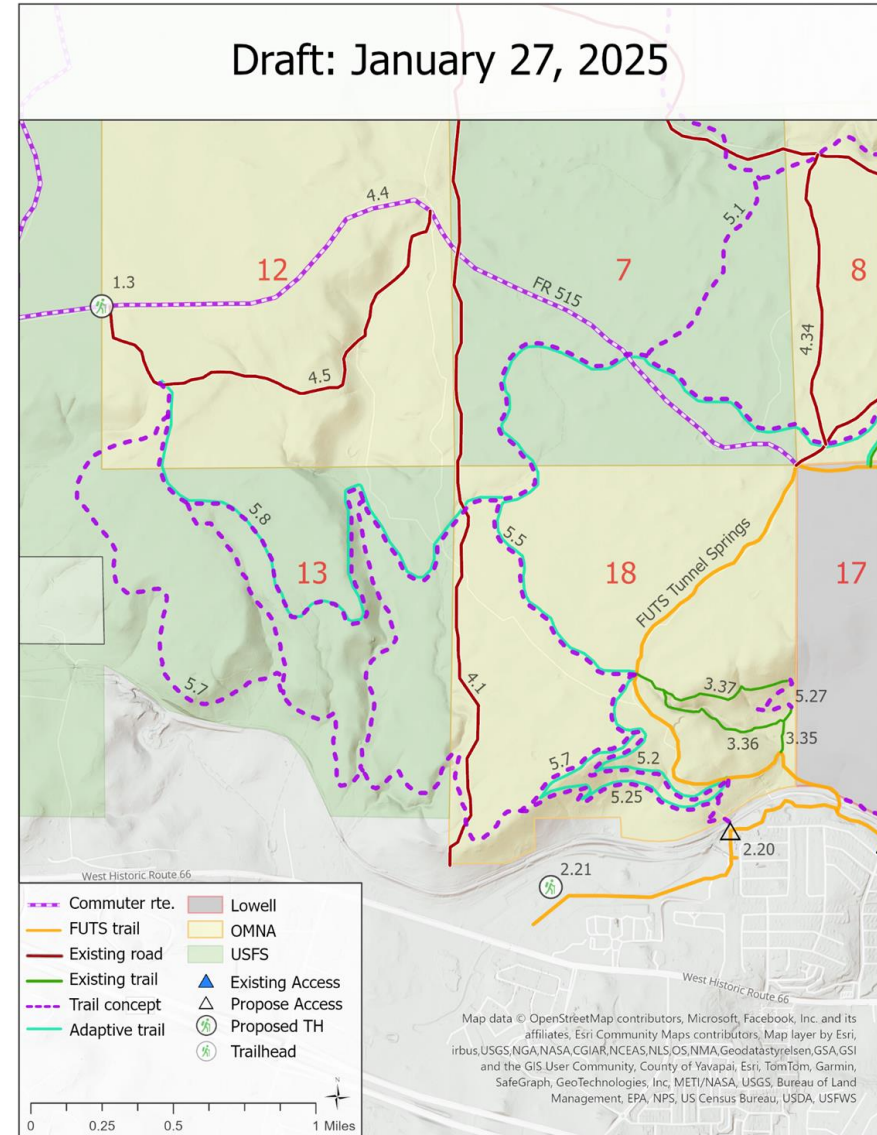 Draft: January 27, 2025
4.4
5.1
1.3
12
7
8
FR 515
4.34
4.5
5.8
5.5
13
18
FUTS Tunnel Springs
17
5.7
4.1
3.37
5.27
3.36
3.35
5.7
5.2
5.25
2.20
2.21
West Historic Route 66
West Historic Route 66
Commuter rte.
FUTS trail
Existing road
Existing trail
Trail concept
Adaptive trail
Lowell
OMNA
USFS
Existing Access
Propose Access
Proposed TH
Trailhead
N
0 0.25 0.5 1 Miles
Map data © OpenStreetMap contributors, Microsoft, Facebook, Inc. and its
affiliates, Esri Community Maps contributors, Map layer by Esri,
irbus,USGS,NGA,NASA,CGIAR,NCEAS,NLS,OS,NMA,Geodatastyrelsen,GSA,GSI
and the GIS User Community, County of Yavapai, Esri, TomTom, Garmin,
SafeGraph, GeoTechnologies, Inc, METI/NASA, USGS, Bureau of Land
Management, EPA, NPS, US Census Bureau, USDA, USFWS